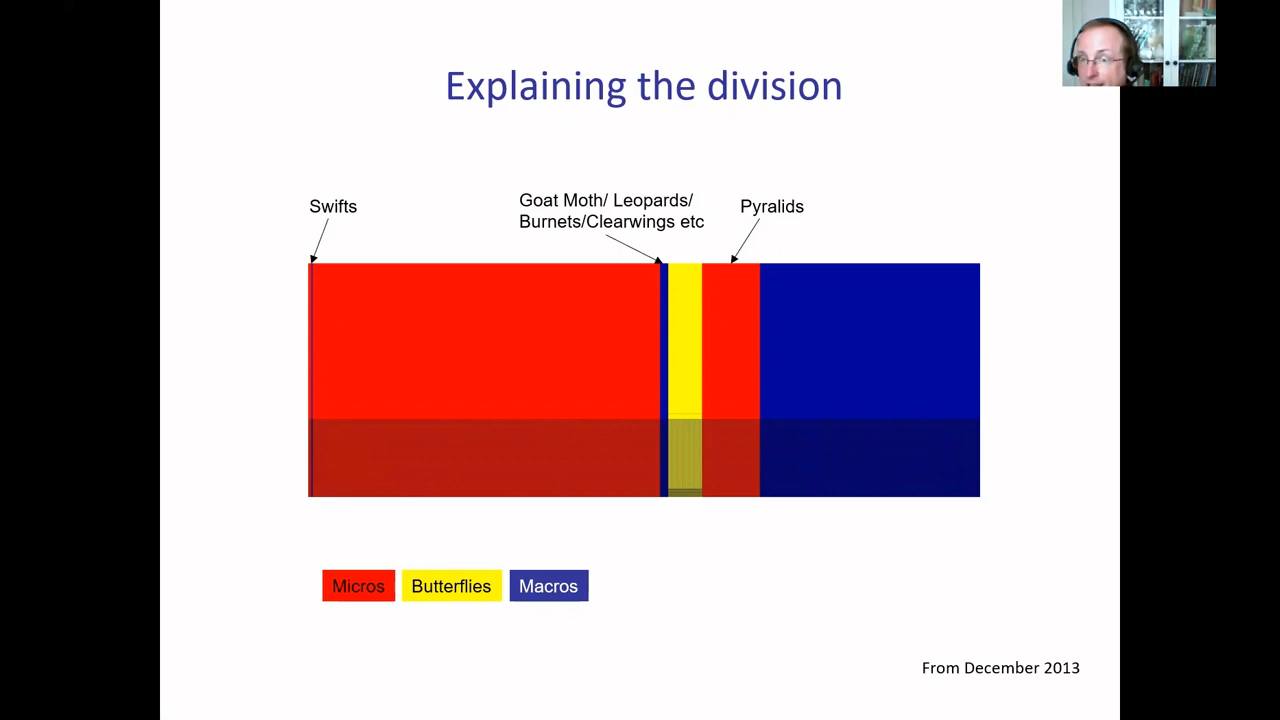 Explaining the division
Swifts
Goat Moth/ Leopards/
Burnets/Clearwings etc
Pyralids
Micros
Butterflies
Macros
From December 2013